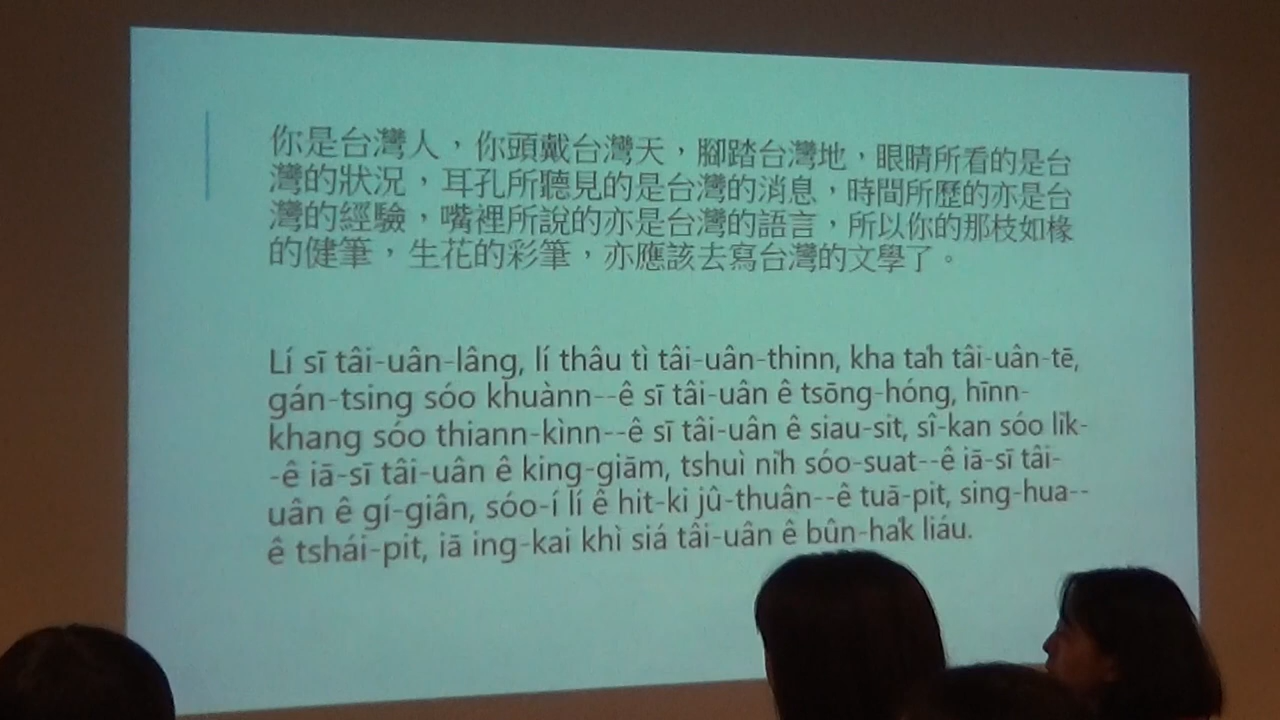 你是台灣人，你頭戴台灣天，腳踏台灣地，眼睛所看的是台
灣的狀況，耳孔所聽見的是台灣的消息，時間所歷的亦是台
灣的經驗，嘴裡所說的亦是台灣的語言，所以你的那枝如椽
的健筆，生花的彩筆，亦應該去寫台灣的文學了。
Lí sī tâi-uân-lâng, lí thâu tì tâi-uân-thinn, kha ta̍h tâi-uân-tē,
gán-tsing sóo khuànn--ê sī tâi-uân ê tsōng-hóng, hīnn-
khang sóo thiann-kìnn--ê sī tâi-uân ê siau-sit, sî-kan sóo li̍k-
-ê iā-sī tâi-uân ê king-giām, tshuì ni̍h sóo-suat--ê iā-sī tâi-
uân ê gí-giân, sóo-í lí ê hit-ki jû-thuân--ê tuā-pit, sing-hua--
ê tshái-pit, iā ing-kai khì siá tâi-uân ê bûn-ha̍k liáu.